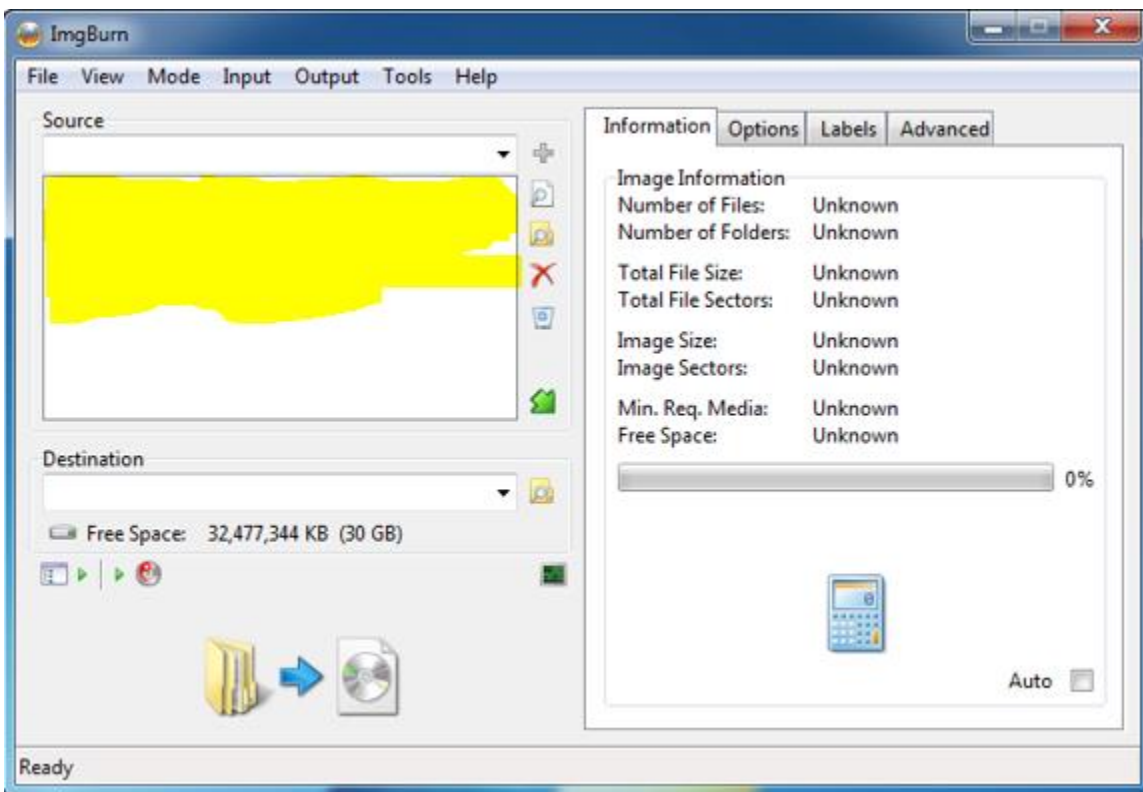 ImgBurn
File View Mode Input Output Tools Help
Source
Destination
Free Space: 32,477,344 KB (30 GB)
Information Options Labels Advanced
Image Information
Number of Files: Unknown
Number of Folders: Unknown
Total File Size: Unknown
Total File Sectors: Unknown
Image Size: Unknown
Image Sectors: Unknown
Min. Req. Media: Unknown
Free Space: Unknown
0%
Auto
Ready